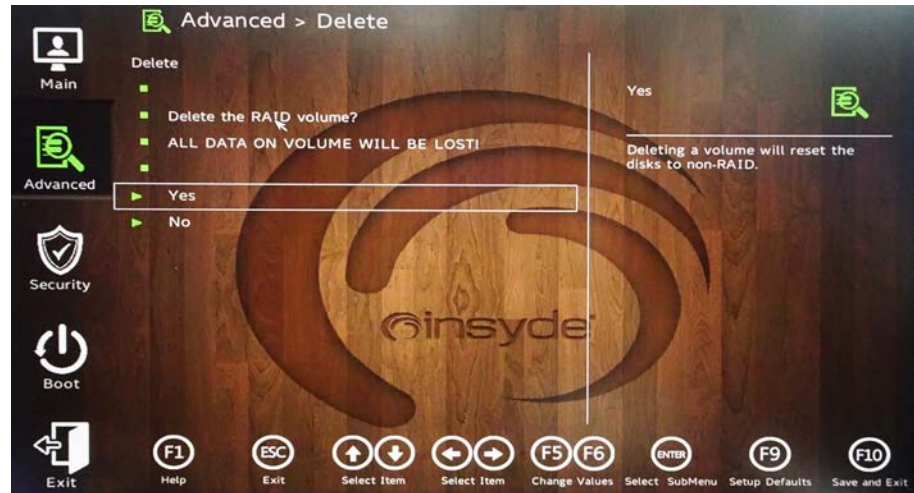 Advanced > Delete
Main
Advanced
Security
Boot
Exit
Delete
Delete the RAID volume?
ALL DATA ON VOLUME WILL BE LOST!
Yes
No
Yes
Deleting a volume will reset the
disks to non-RAID.
insyde
F1
Help
ESC
Exit
Select Item
Select Item
F5 F6
Change Values
ENTER
Select SubMenu
F9
Setup Defaults
F10
Save and Exit